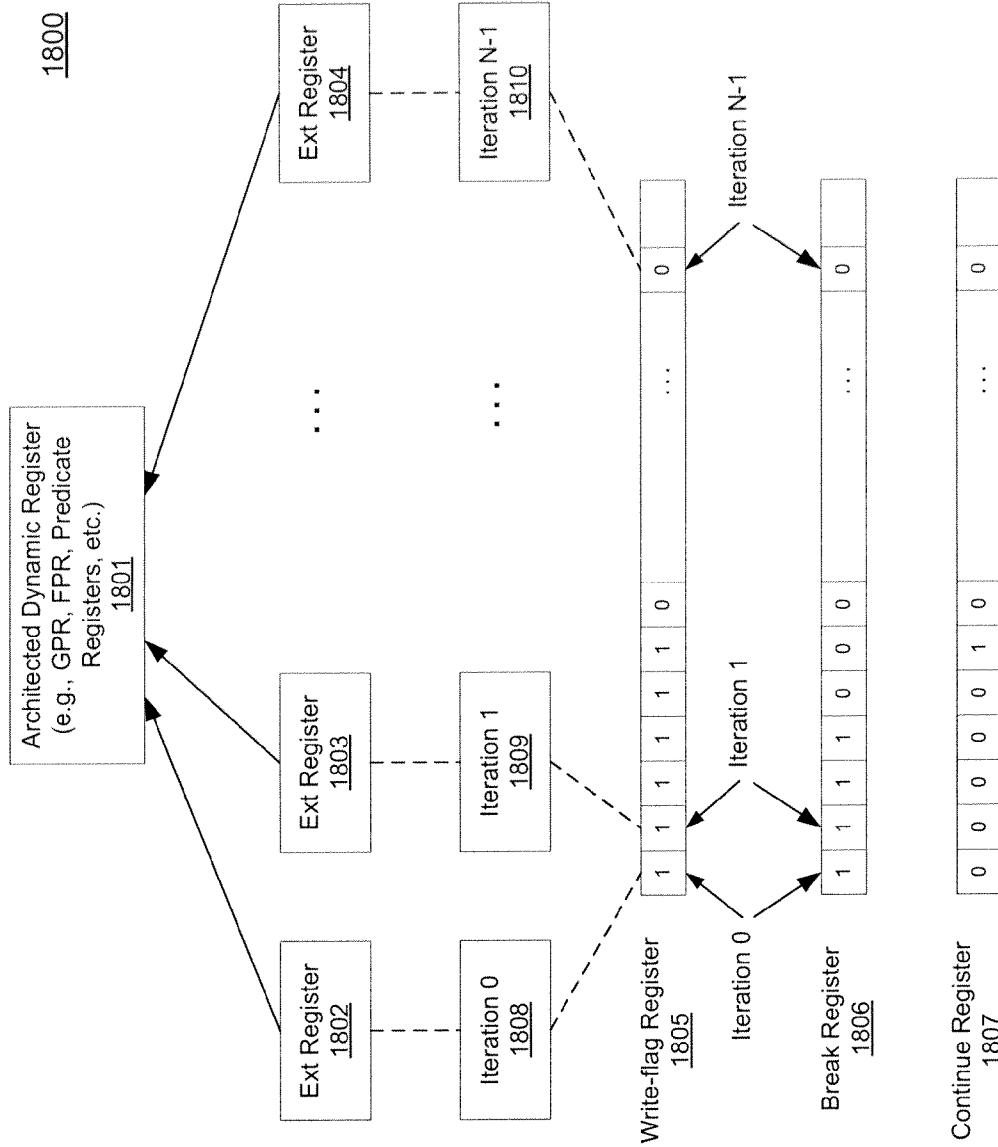 1800
Architected Dynamic Register
(e.g., GPR, FPR, Predicate
Registers, etc.)
1801
Ext Register
1802
Ext Register
1803
...
Ext Register
1804
Iteration 0
1808
Iteration 1
1809
...
Iteration N-1
1810
Write-flag Register
1805
1 1 1 1 1 1 0 ... 0
Iteration 0
Iteration 1
Iteration N-1
Break Register
1806
1 1 1 1 0 0 0 ... 0
Continue Register
1807
0 0 0 0 0 1 0 ... 0